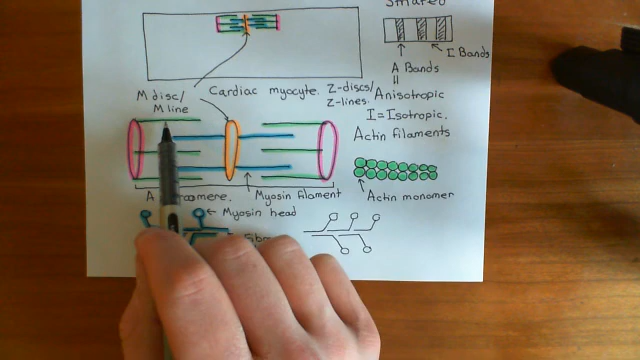 Striated
I Bands
A Bands
=
Anisotropic
I = Isotropic.
M disc/
M line
Cardiac myocyte.
Z-discs/
Z-lines.
Actin filaments
Actin monomer
A
Myosin filament
Myosin head